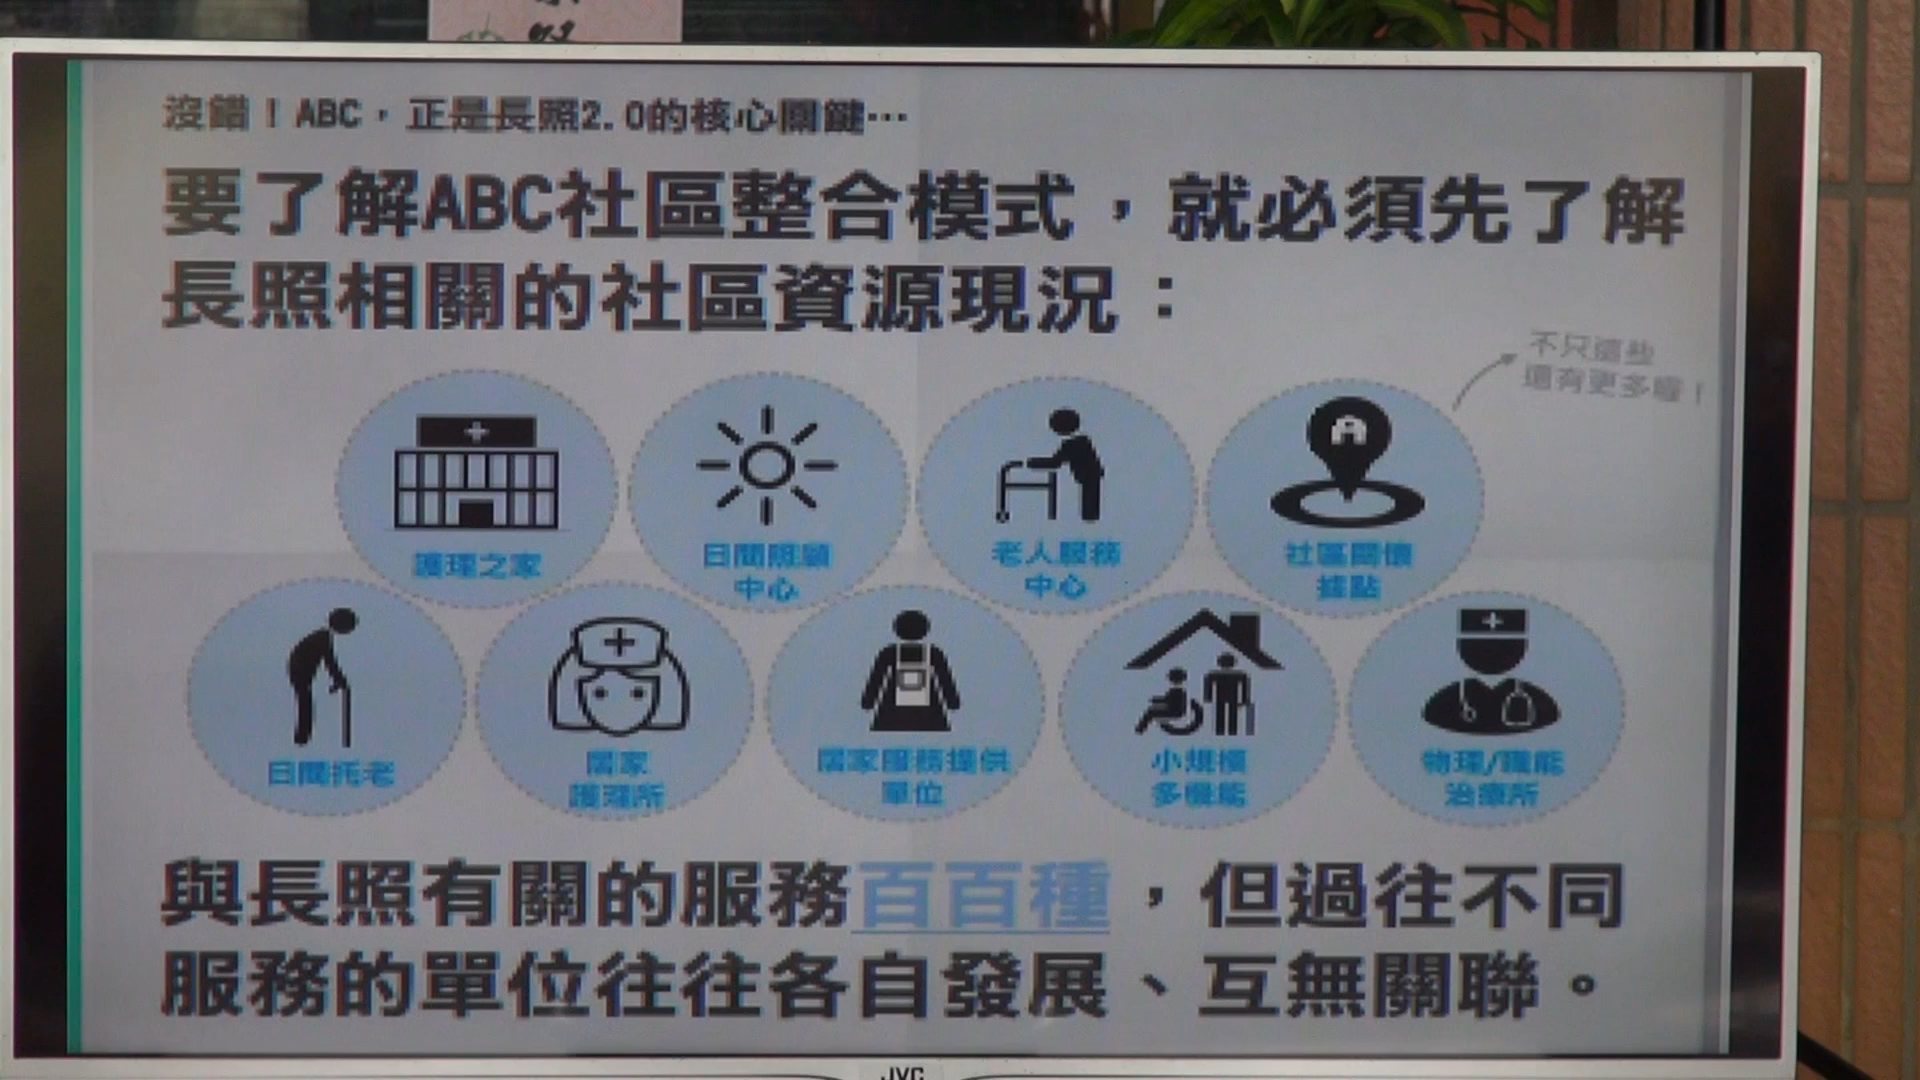 沒錯！ABC，正是長照2.0的核心關鍵…
要了解ABC社區整合模式，就必須先了解
長照相關的社區資源現況：
不只這些
還有更多喔！
護理之家
日間照顧
中心
老人服務
中心
社區關懷
據點
日間托老
居家
護理所
居家服務提供
單位
小規模
多機能
物理/職能
治療所
與長照有關的服務百百種，但過往不同
服務的單位往往各自發展、互無關聯。
JVC